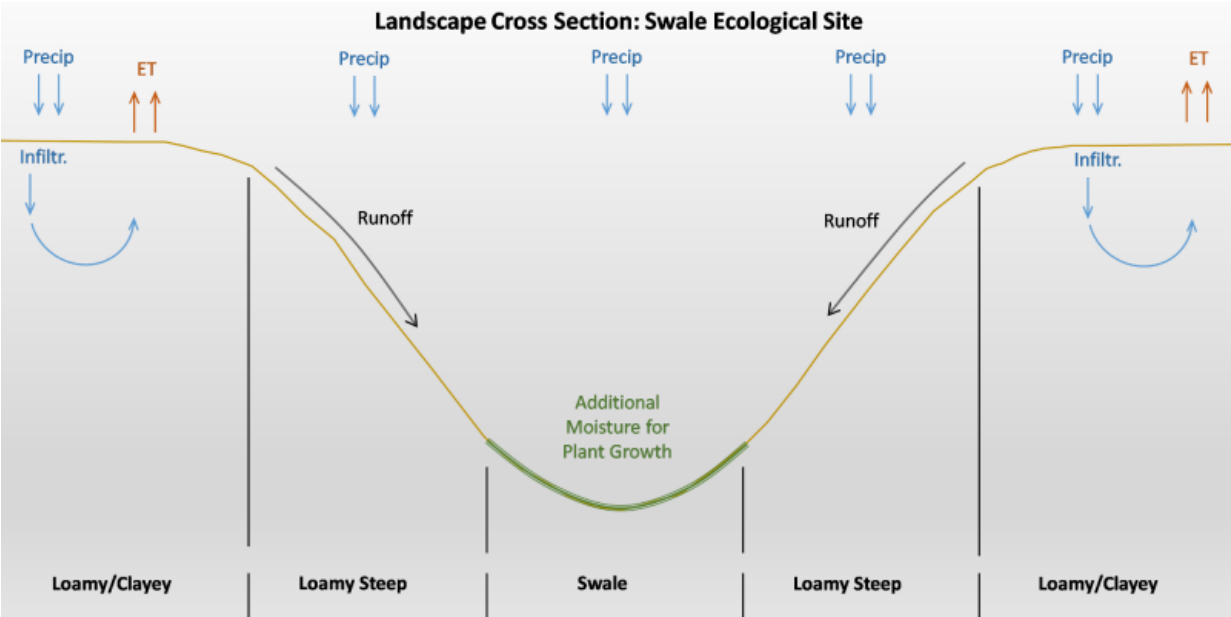 Landscape Cross Section: Swale Ecological Site
Precip
ET
Precip
Precip
Precip
Precip
ET
Infiltr.
Infiltr.
Runoff
Runoff
Additional
Moisture for
Plant Growth
Loamy/Clayey
Loamy Steep
Swale
Loamy Steep
Loamy/Clayey